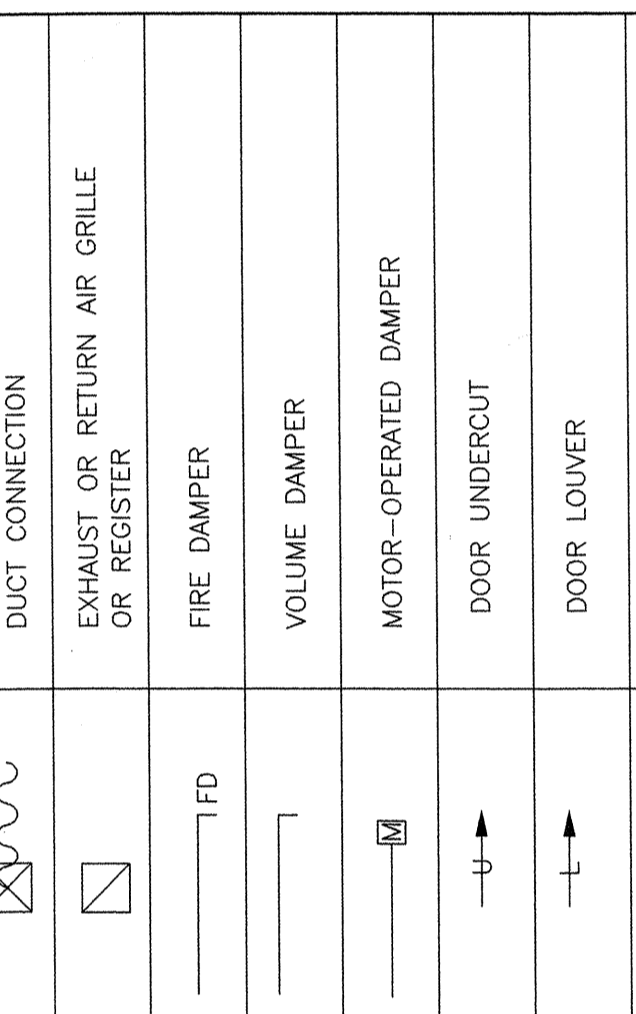 DUCT CONNECTION
EXHAUST OR RETURN AIR GRILLE
OR REGISTER
FD
FIRE DAMPER
VOLUME DAMPER
M
MOTOR-OPERATED DAMPER
U
DOOR UNDERCUT
L
DOOR LOUVER